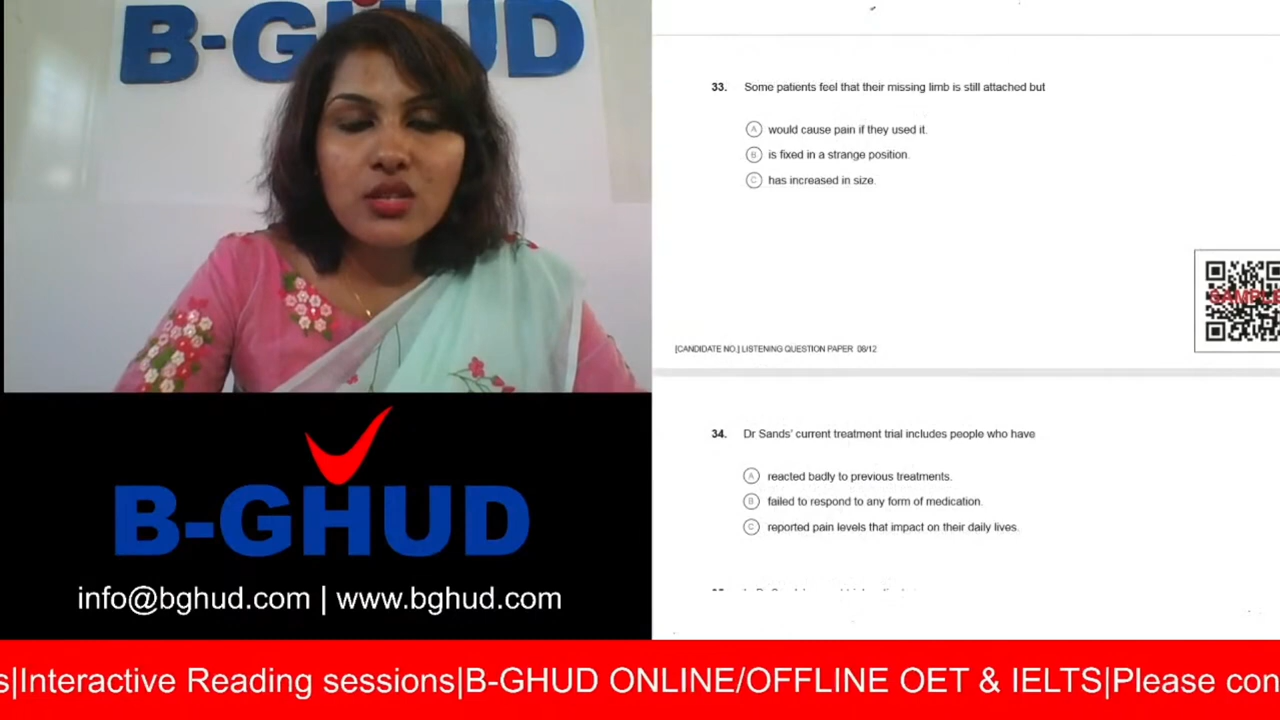 B-GHUD
33. Some patients feel that their missing limb is still attached but
A would cause pain if they used it.
B is fixed in a strange position.
C has increased in size.
SAMPLE
[CANDIDATE NO.] LISTENING QUESTION PAPER 08/12
34. Dr Sands' current treatment trial includes people who have
A reacted badly to previous treatments.
B failed to respond to any form of medication.
C reported pain levels that impact on their daily lives.
B-GHUD
info@bghud.com | www.bghud.com
s|Interactive Reading sessions|B-GHUD ONLINE/OFFLINE OET & IELTS|Please con